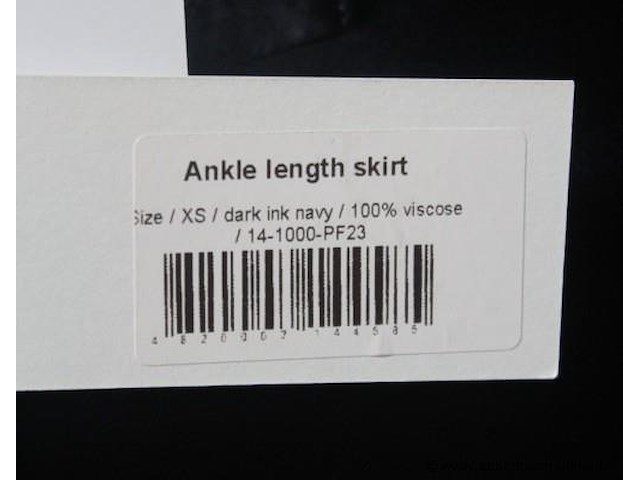 Ankle length skirt
Size / XS / dark ink navy / 100% viscose
/ 14-1000-PF23